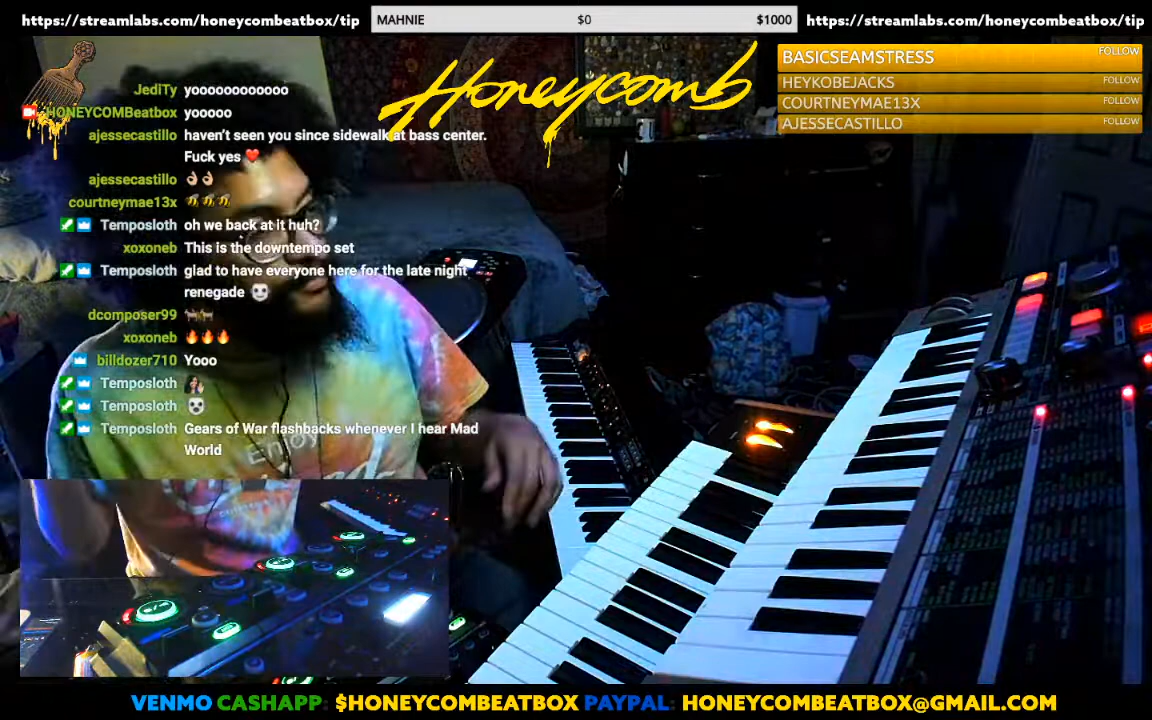 https://streamlabs.com/honeycombeatbox/tip
MAHNIE $0 $1000
https://streamlabs.com/honeycombeatbox/tip
Honeycomb
BASICSEAMSTRESS FOLLOW
HEYKOBEJACKS FOLLOW
COURTNEYMAE13X FOLLOW
AJESSECASTILLO FOLLOW
JediTy yoooooooooooo
HONEYCOMBeatbox yooooo
ajessecastillo haven't seen you since sidewalk at bass center.
Fuck yes ❤️
ajessecastillo 👌🏼👌🏼
courtneymae13x
Temposloth oh we back at it huh?
xoxoneb This is the downtempo set
Temposloth glad to have everyone here for the late night
renegade
dcomposer99
xoxoneb 🔥🔥🔥
billdozer710 Yooo
Temposloth
Temposloth
Temposloth Gears of War flashbacks whenever I hear Mad
World
VENMO CASHAPP: $HONEYCOMBEATBOX PAYPAL: HONEYCOMBEATBOX@GMAIL.COM